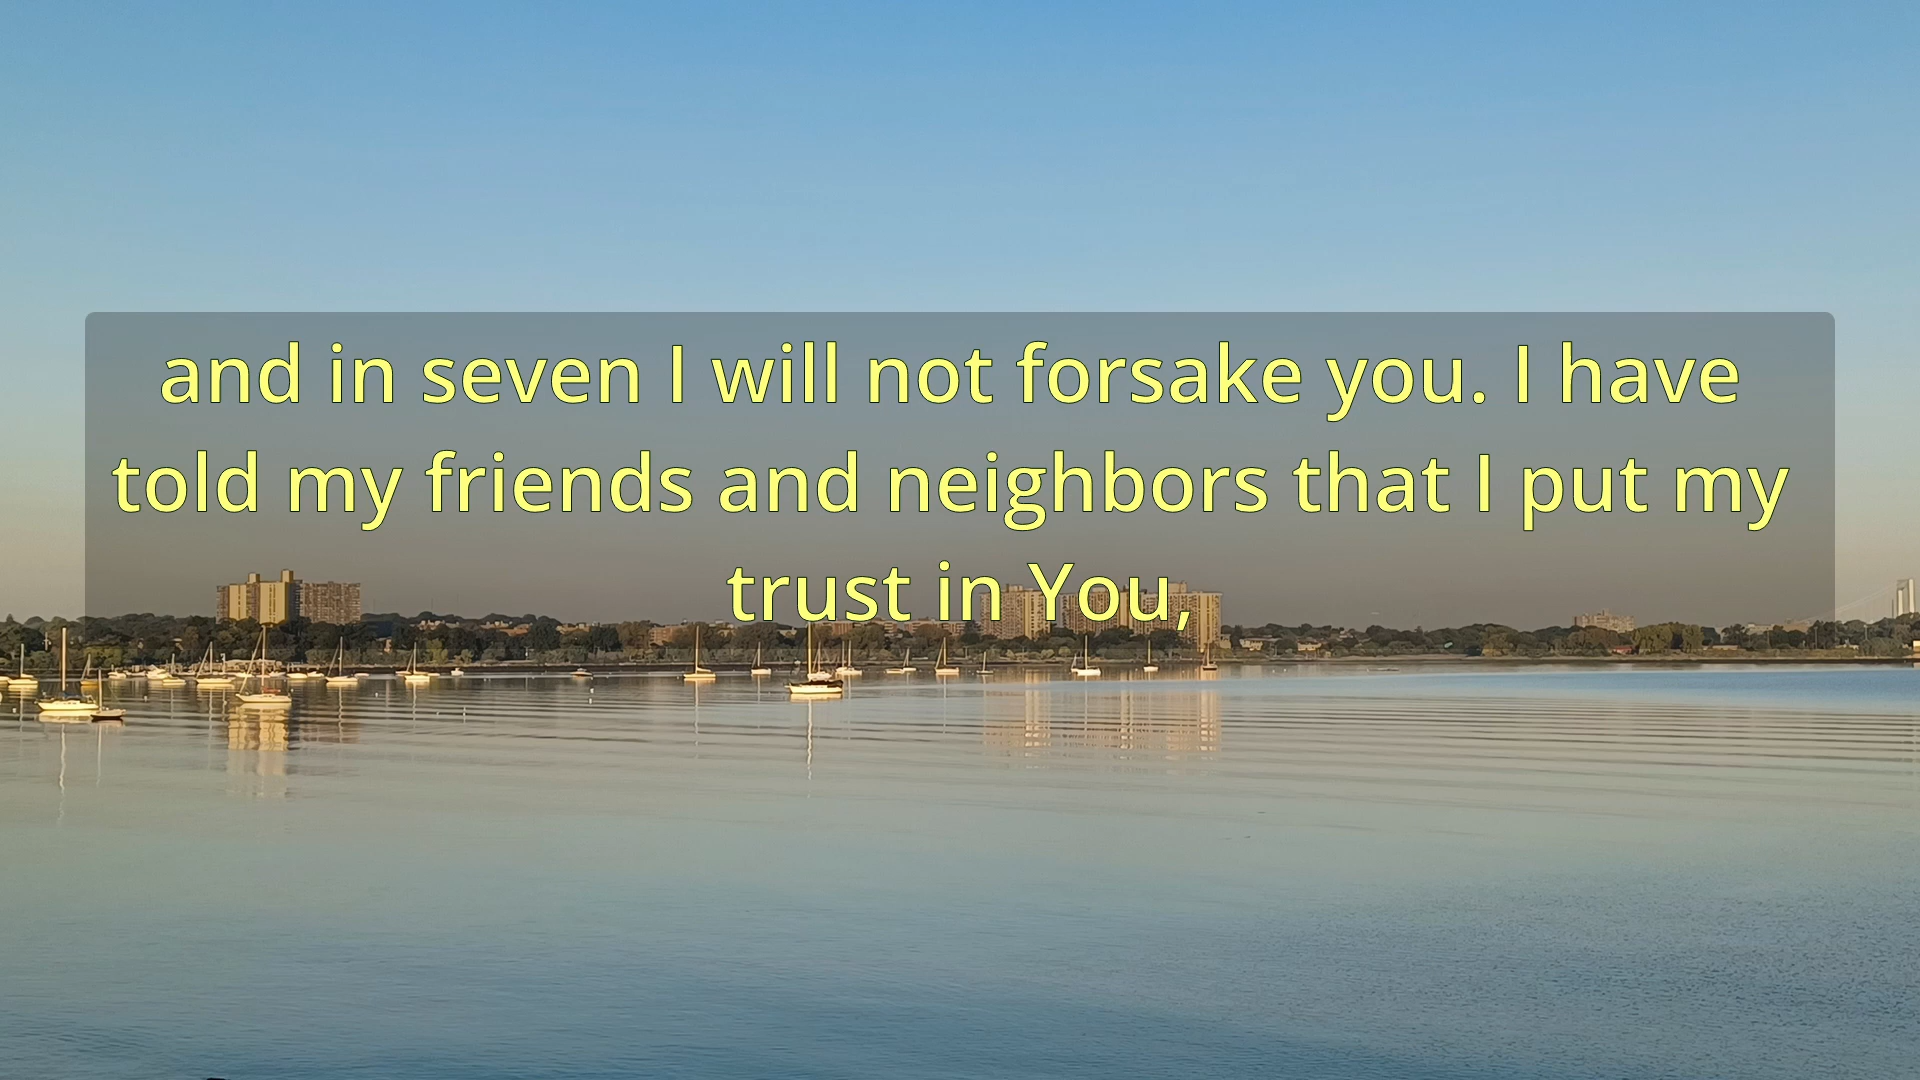 and in seven I will not forsake you. I have
told my friends and neighbors that I put my
trust in You,